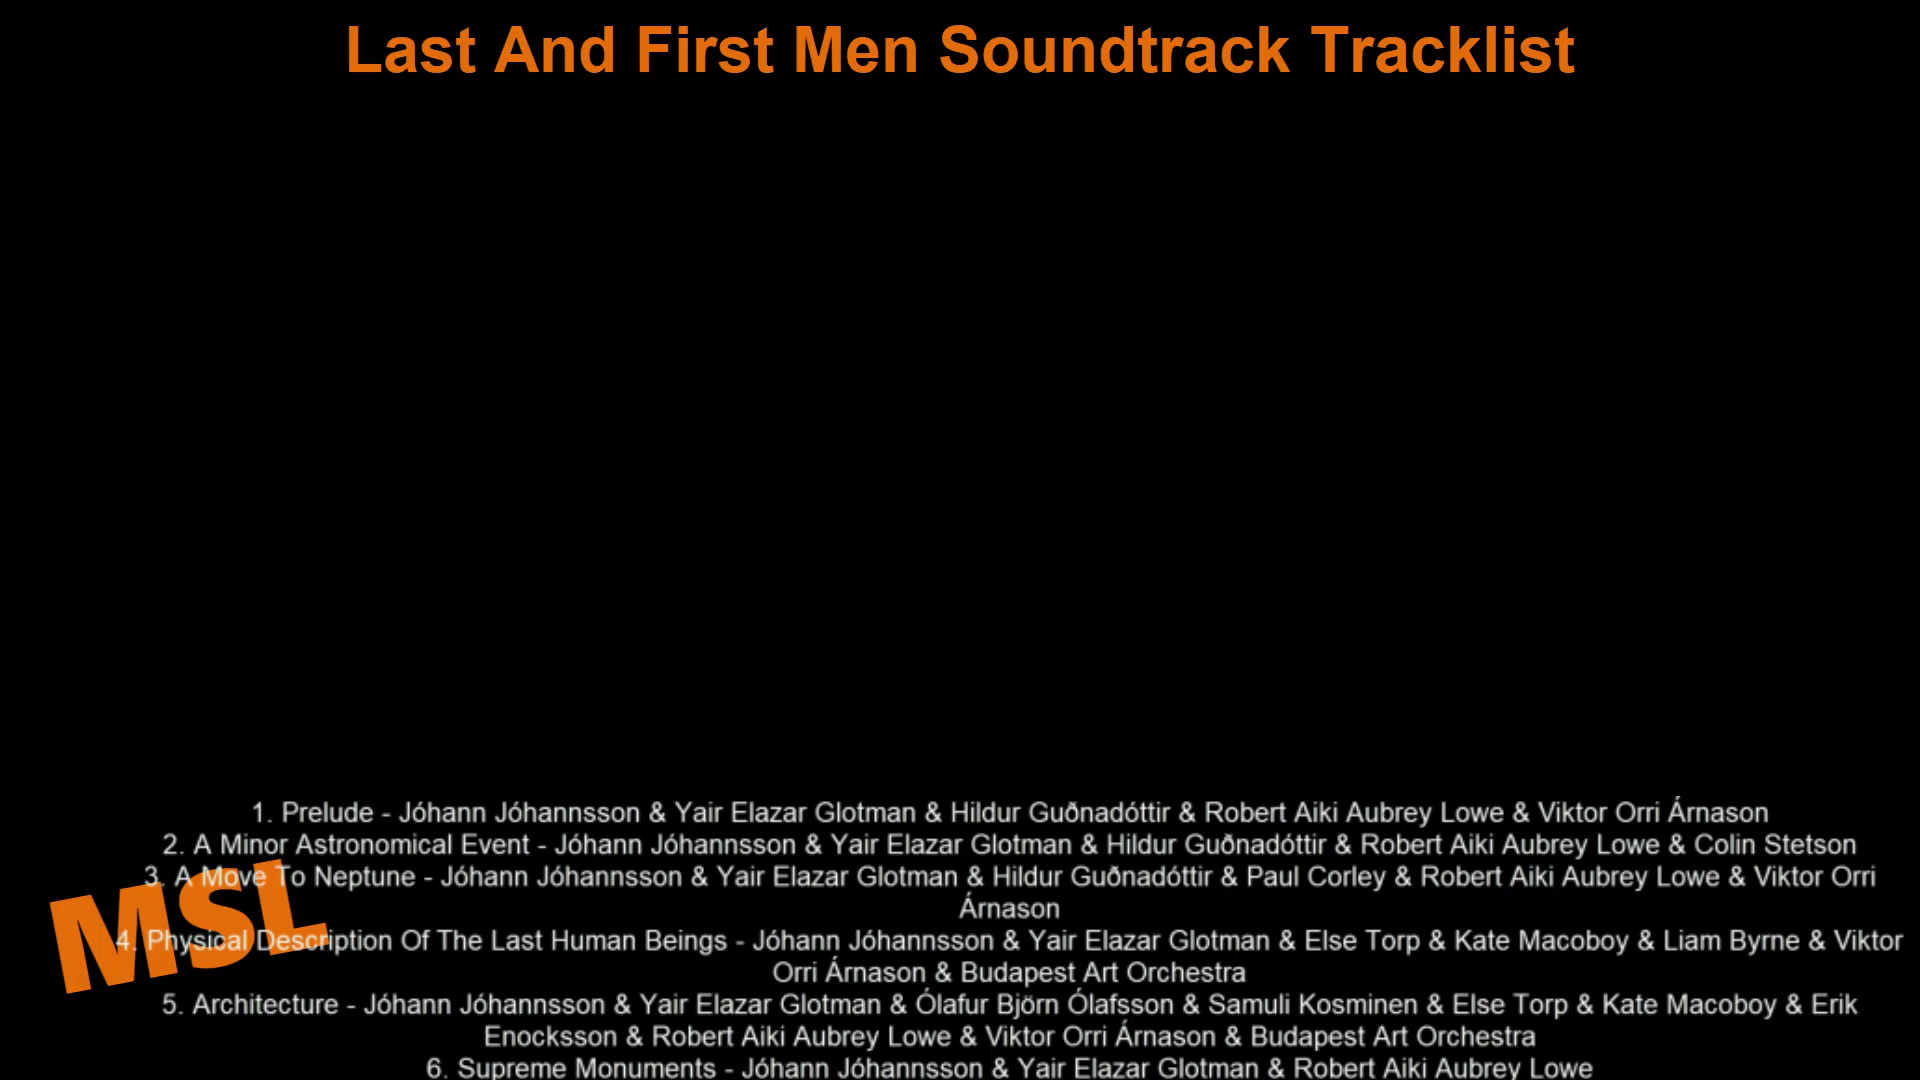 Last And First Men Soundtrack Tracklist
1. Prelude - Jóhann Jóhannsson & Yair Elazar Glotman & Hildur Guðnadóttir & Robert Aiki Aubrey Lowe & Viktor Orri Árnason
2. A Minor Astronomical Event - Jóhann Jóhannsson & Yair Elazar Glotman & Hildur Guðnadóttir & Robert Aiki Aubrey Lowe & Colin Stetson
3. A Move To Neptune - Jóhann Jóhannsson & Yair Elazar Glotman & Hildur Guðnadóttir & Paul Corley & Robert Aiki Aubrey Lowe & Viktor Orri
Árnason
4. Physical Description Of The Last Human Beings - Jóhann Jóhannsson & Yair Elazar Glotman & Else Torp & Kate Macoboy & Liam Byrne & Viktor
Orri Árnason & Budapest Art Orchestra
5. Architecture - Jóhann Jóhannsson & Yair Elazar Glotman & Ólafur Björn Ólafsson & Samuli Kosminen & Else Torp & Kate Macoboy & Erik
Enocksson & Robert Aiki Aubrey Lowe & Viktor Orri Árnason & Budapest Art Orchestra
6. Supreme Monuments - Jóhann Jóhannsson & Yair Elazar Glotman & Robert Aiki Aubrey Lowe
MSL